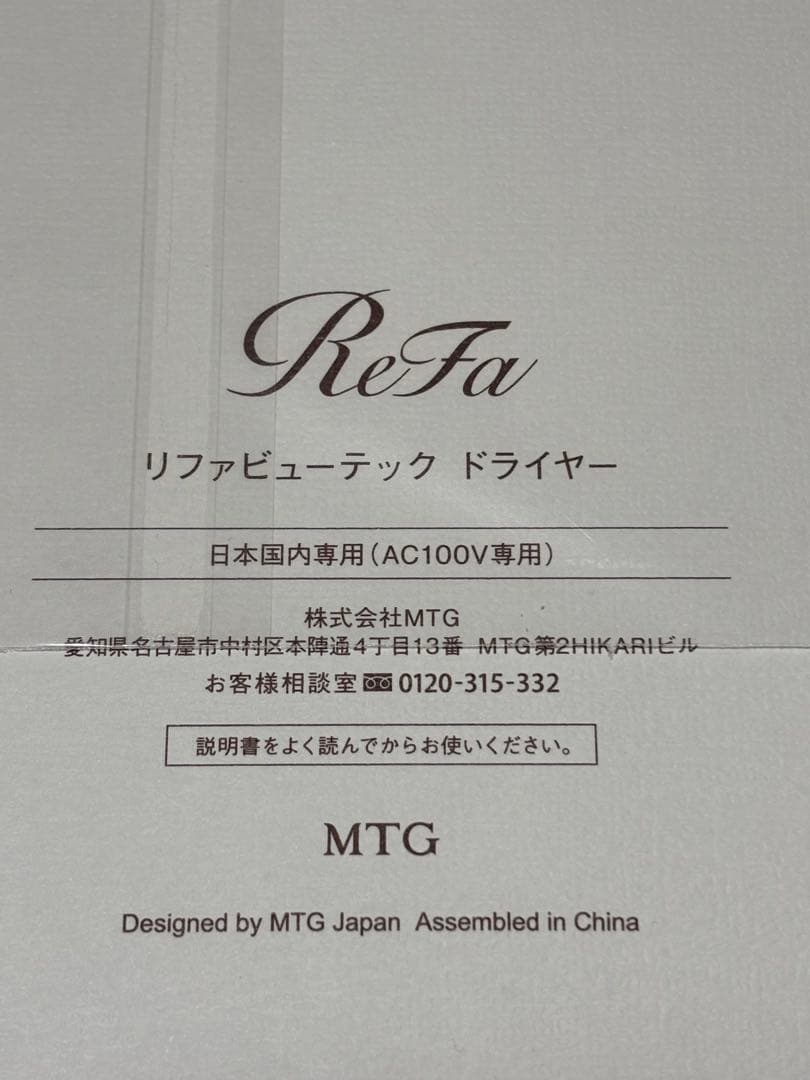 ReFa
リファビューテック ドライヤー
日本国内専用(AC100V専用)
株式会社MTG
愛知県名古屋市中村区本陣通4丁目13番 MTG第2HIKARIビル
お客様相談室 0120-315-332
説明書をよく読んでからお使いください。
MTG
Designed by MTG Japan Assembled in China